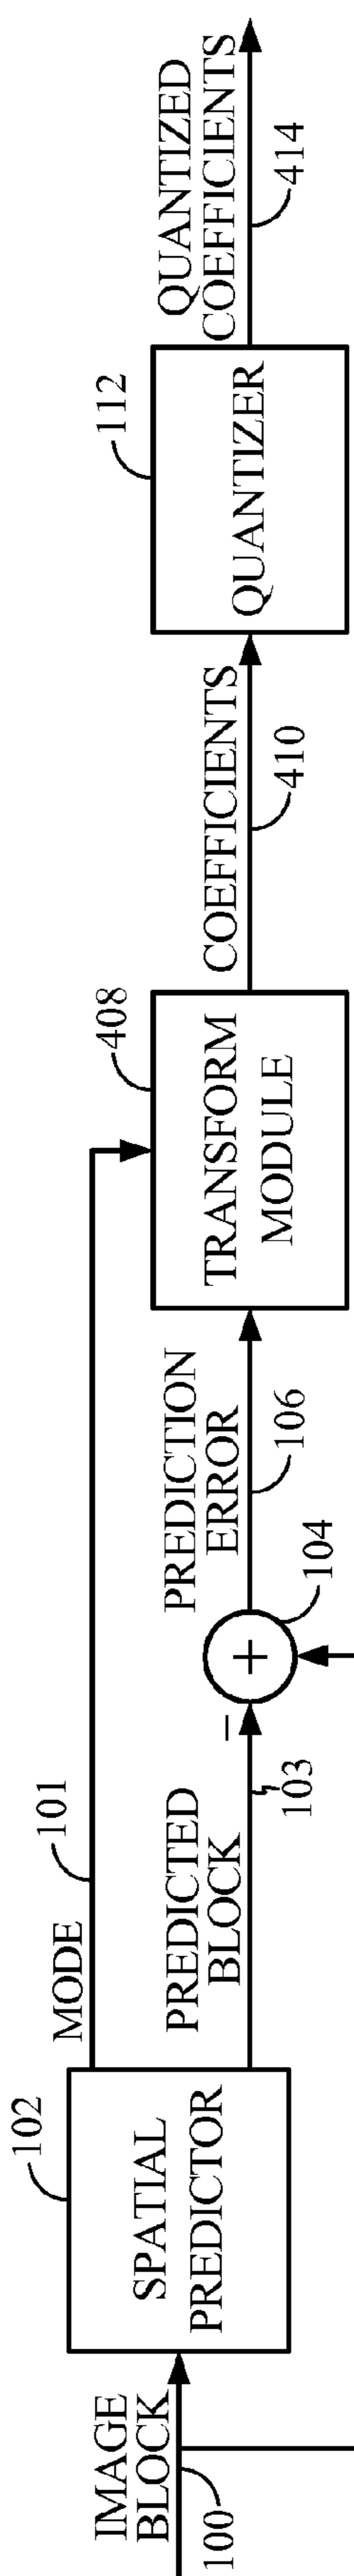 IMAGE
BLOCK
100
102
SPATIAL
PREDICTOR
MODE
101
PREDICTED
BLOCK
103
−
+
104
PREDICTION
ERROR
106
408
TRANSFORM
MODULE
COEFFICIENTS
410
112
QUANTIZER
QUANTIZED
COEFFICIENTS
414